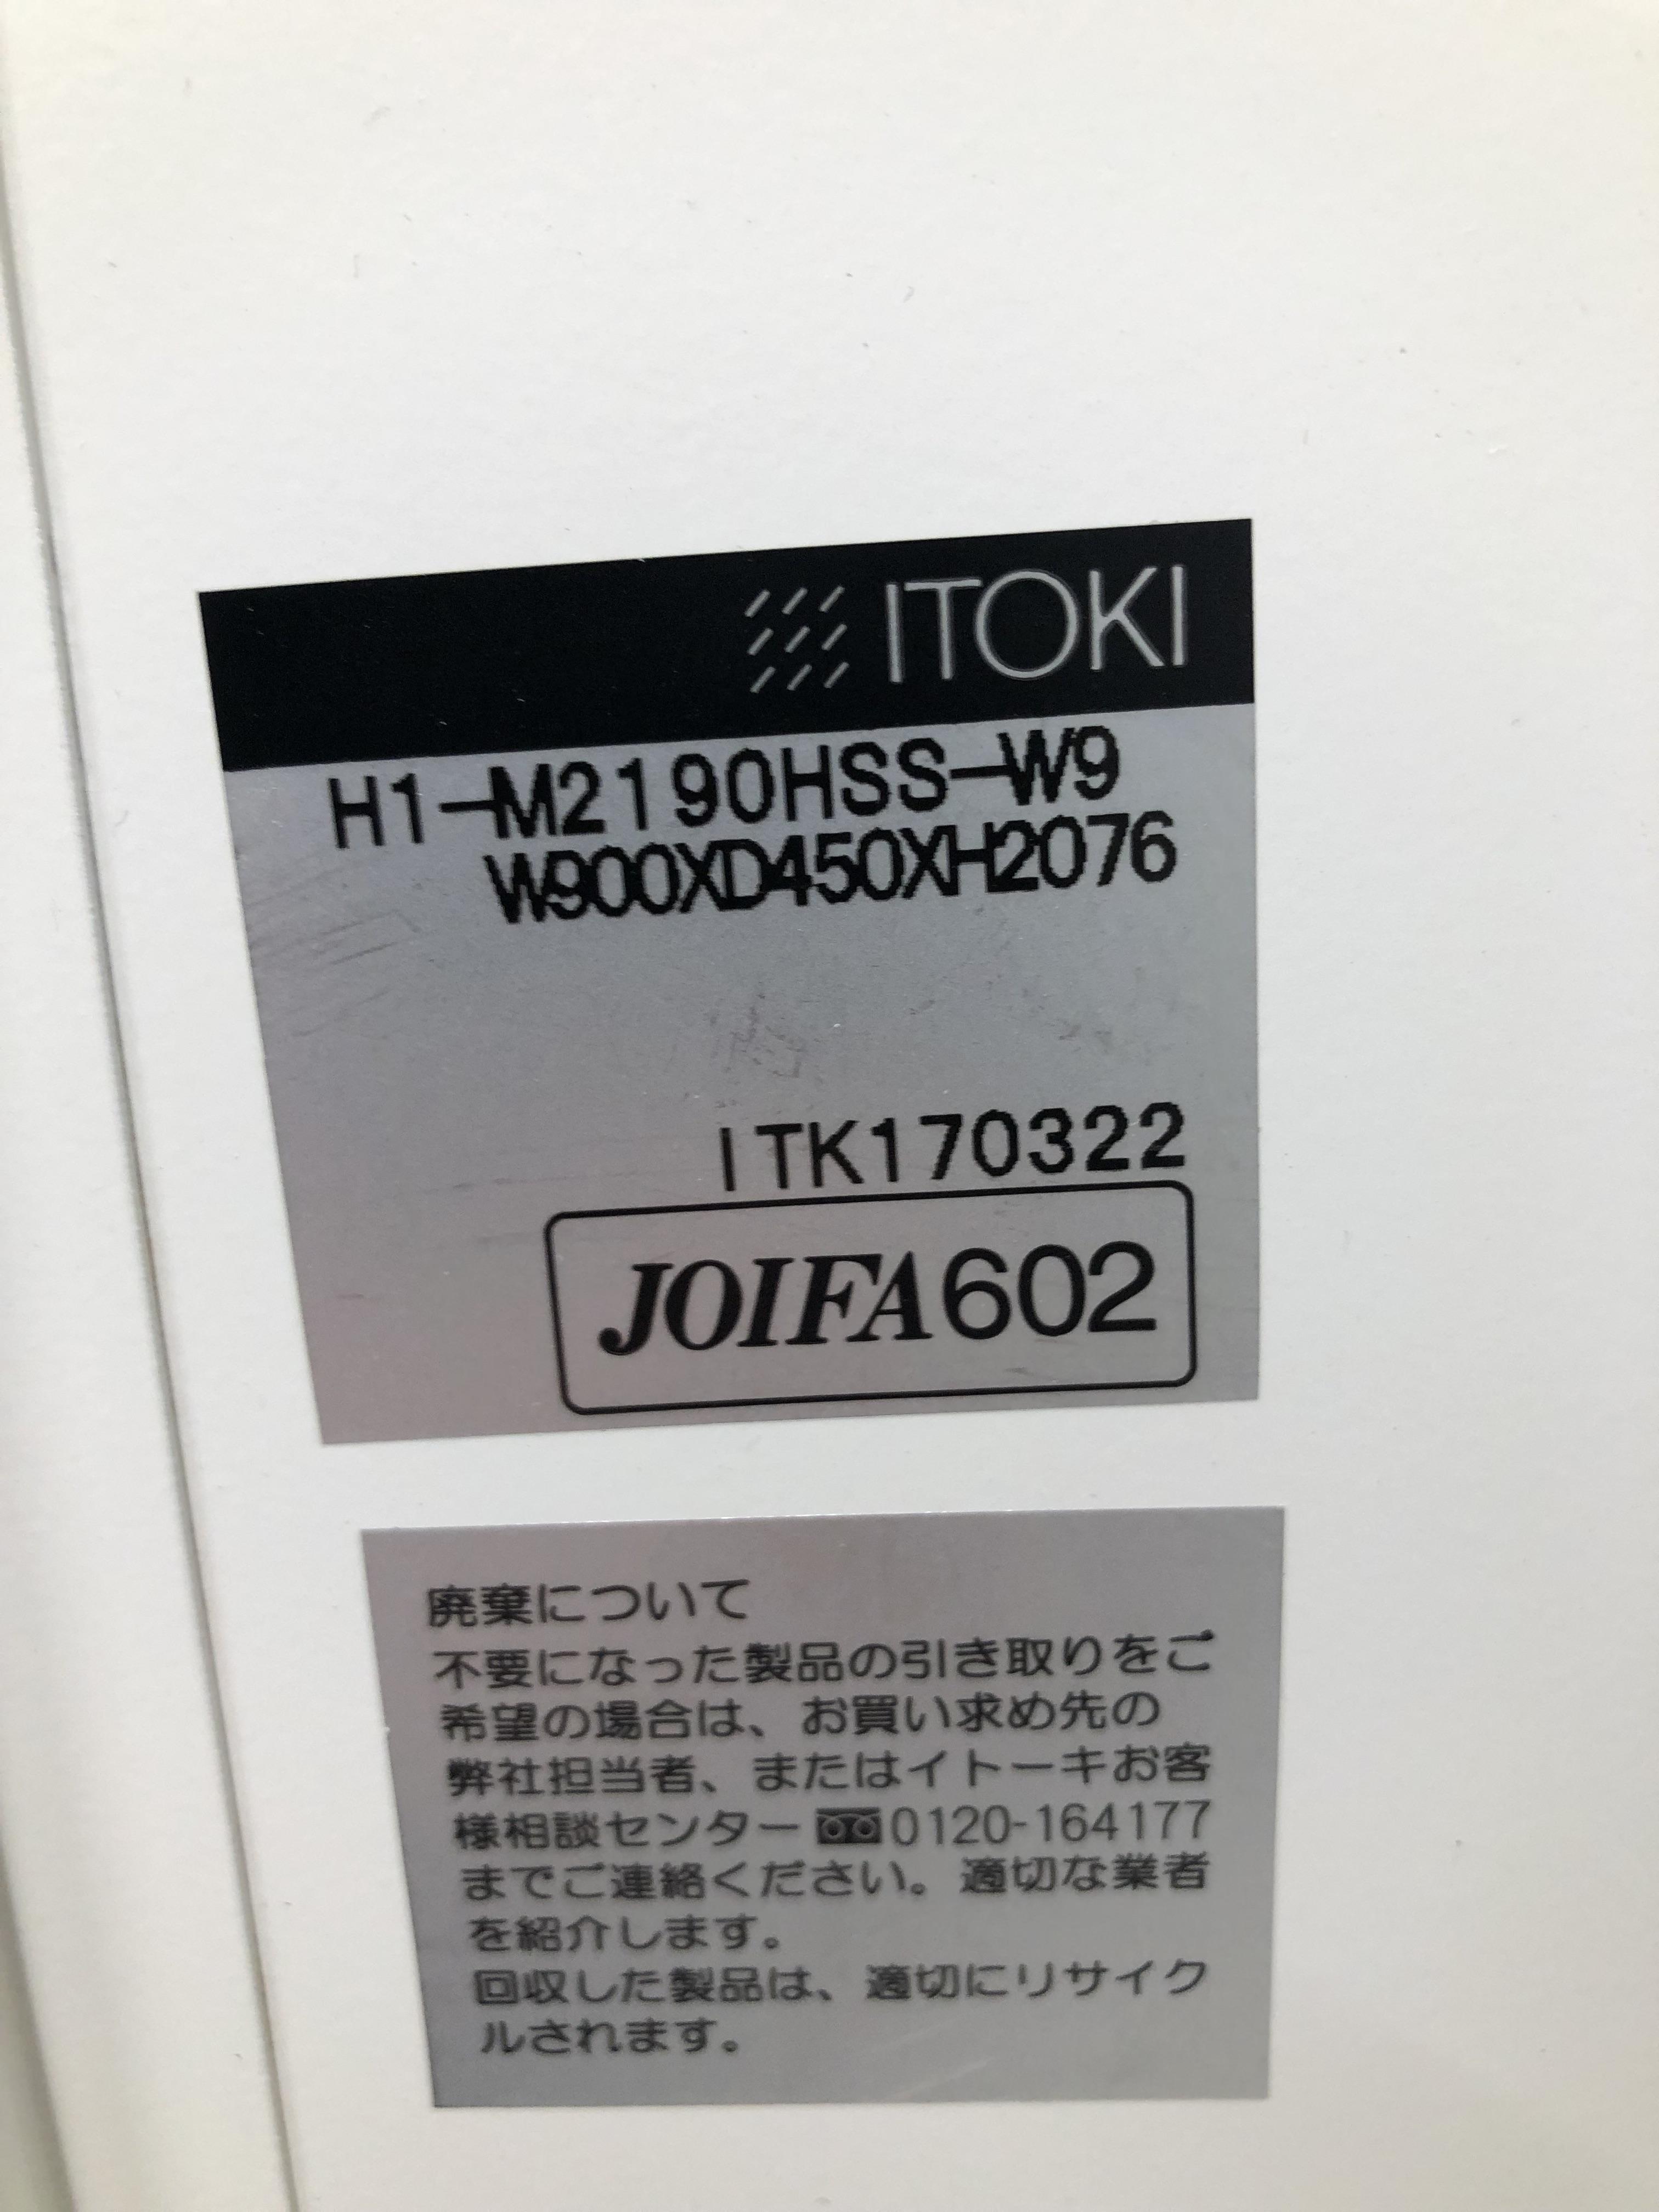 ITOKI
H1-M2190HSS-W9
W900XD450XH2076
ITK170322
JOIFA602
廃棄について
不要になった製品の引き取りをご
希望の場合は、お買い求め先の
弊社担当者、またはイトーキお客
様相談センター0120-164177
までご連絡ください。適切な業者
を紹介します。
回収した製品は、適切にリサイク
ルされます。